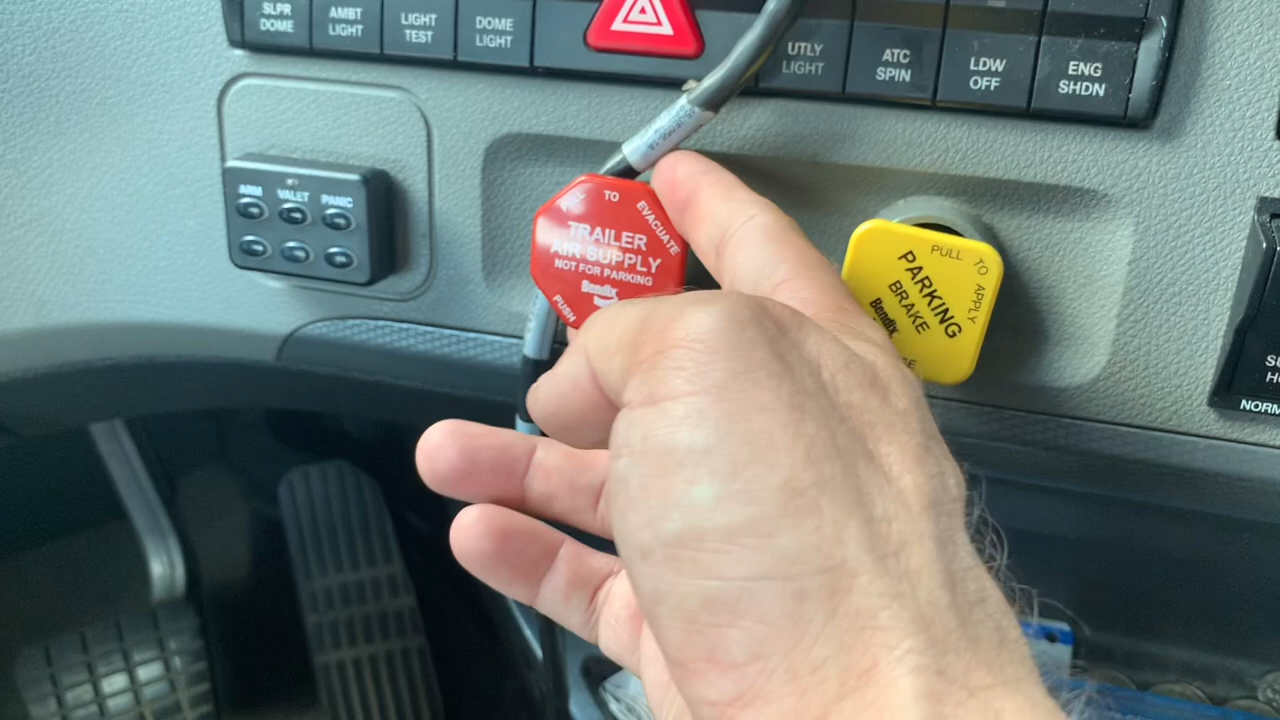 SLPR
DOME
AMBT
LIGHT
LIGHT
TEST
DOME
LIGHT
UTLY
LIGHT
ATC
SPIN
LDW
OFF
ENG
SHDN
ARM
VALET
PANIC
TO
EVACUATE
TRAILER
AIR SUPPLY
NOT FOR PARKING
Bendix
PUSH
PULL TO APPLY
PARKING
BRAKE
Bendix
NORM